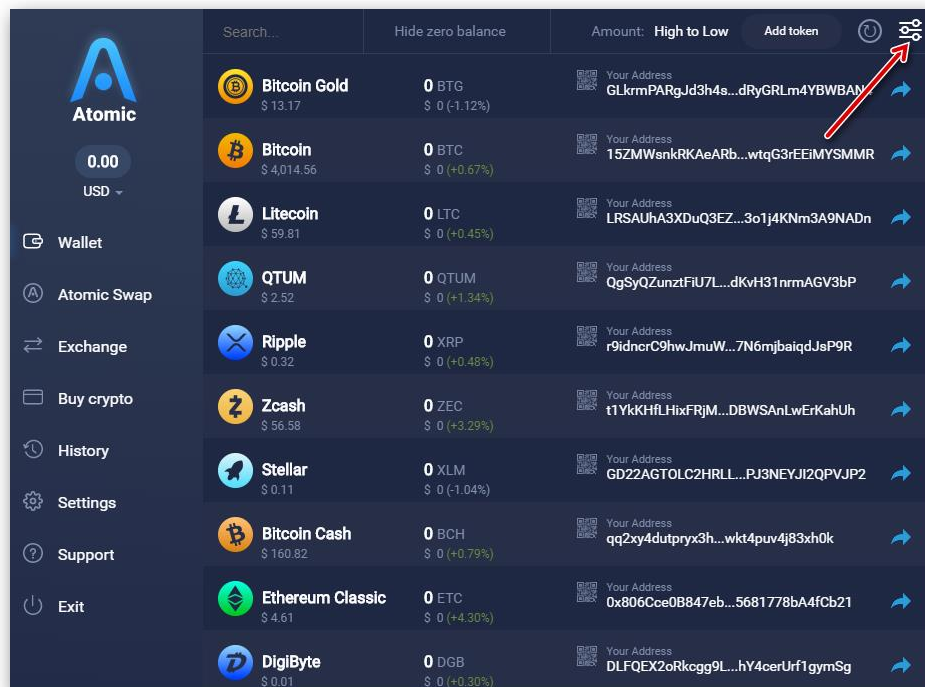 Search...
Hide zero balance
Amount: High to Low
Add token
Atomic
0.00
USD
Wallet
Atomic Swap
Exchange
Buy crypto
History
Settings
Support
Exit
Bitcoin Gold 0 BTG Your Address
$ 13.17 $ 0 (-1.12%) GLkrmPARgJd3h4s...dRyGRLm4YBWBAN
Bitcoin 0 BTC Your Address
$ 4,014.56 $ 0 (+0.67%) 15ZMWsnkRKAeARb...wtqG3rEEiMYSMMR
Litecoin 0 LTC Your Address
$ 59.81 $ 0 (+0.45%) LRSAUhA3XDuQ3EZ...3o1j4KNm3A9NADn
QTUM 0 QTUM Your Address
$ 2.52 $ 0 (+1.34%) QgSyQZunztFiU7L...dKvH31nrmAGV3bP
Ripple 0 XRP Your Address
$ 0.32 $ 0 (+0.48%) r9idncrC9hwJmuW...7N6mjbaiqdJsP9R
Zcash 0 ZEC Your Address
$ 56.58 $ 0 (+3.29%) t1YkKHfLHixFRjM...DBWSAnLwErKahUh
Stellar 0 XLM Your Address
$ 0.11 $ 0 (-1.04%) GD22AGTOLC2HRLL...PJ3NEYJI2QPVJP2
Bitcoin Cash 0 BCH Your Address
$ 160.82 $ 0 (+0.79%) qq2xy4dutpryx3h...wkt4puv4j83xh0k
Ethereum Classic 0 ETC Your Address
$ 4.61 $ 0 (+4.30%) 0x806Cce0B847eb...5681778bA4fCb21
DigiByte 0 DGB Your Address
$ 0.01 $ 0 (+0.30%) DLFQEX2oRkcgg9L...hY4cerUrf1gymSg